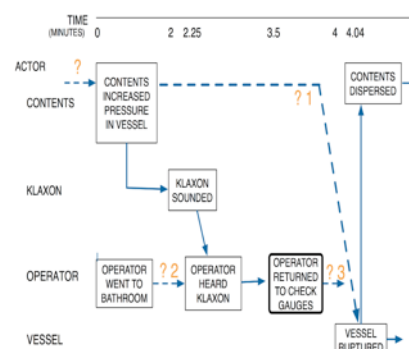 TIME
(MINUTES) 0 2 2.25 3.5 4 4.04
ACTOR
?
CONTENTS
CONTENTS
INCREASED
PRESSURE
IN VESSEL
? 1
CONTENTS
DISPERSED
KLAXON
KLAXON
SOUNDED
OPERATOR
OPERATOR
WENT TO
BATHROOM
? 2
OPERATOR
HEARD
KLAXON
OPERATOR
RETURNED
TO CHECK
GAUGES
? 3
VESSEL
VESSEL
RUPTURED